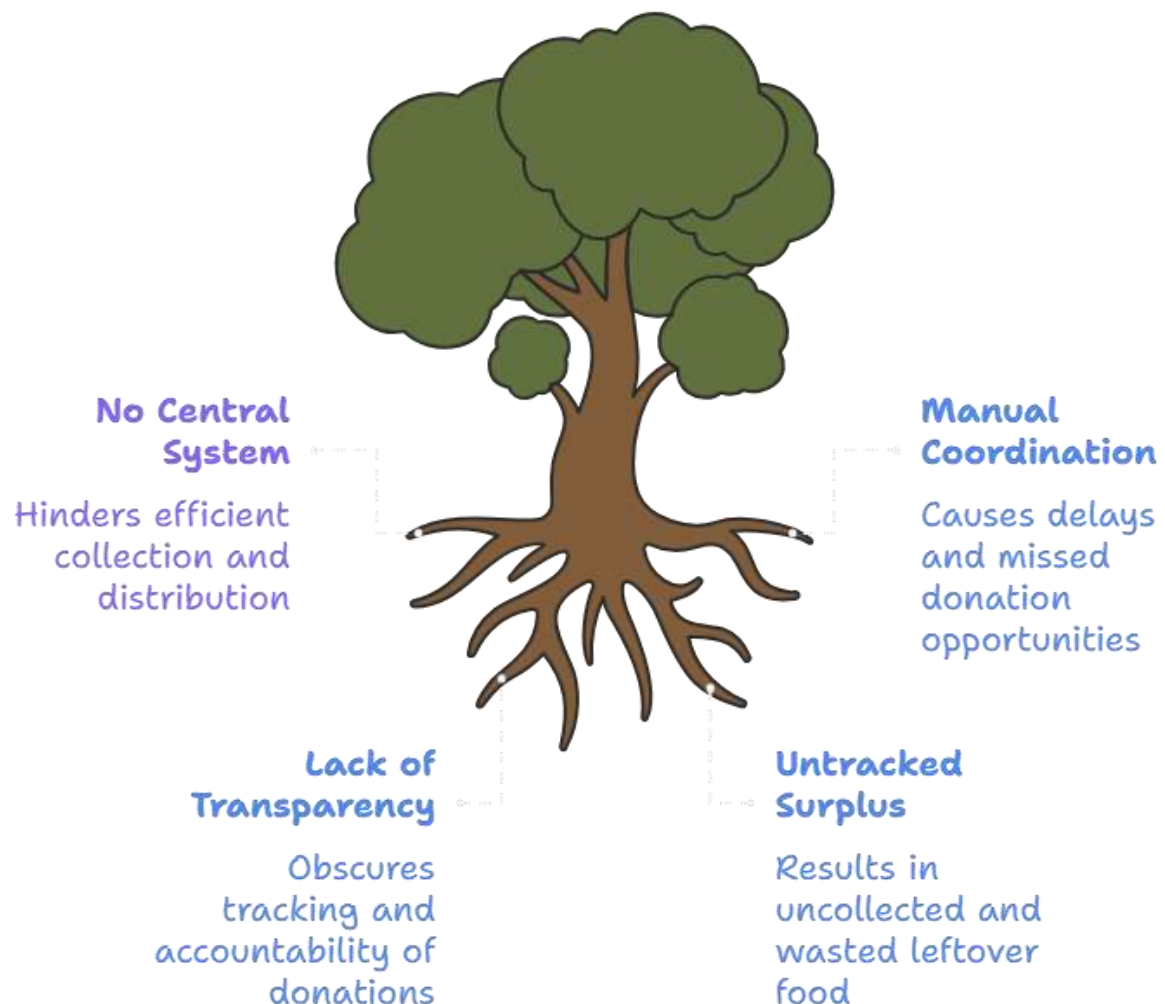 No Central
System
Hinders efficient
collection and
distribution
Manual
Coordination
Causes delays
and missed
donation
opportunities
Lack of
Transparency
Obscures
tracking and
accountability of
donations
Untracked
Surplus
Results in
uncollected and
wasted leftover
food